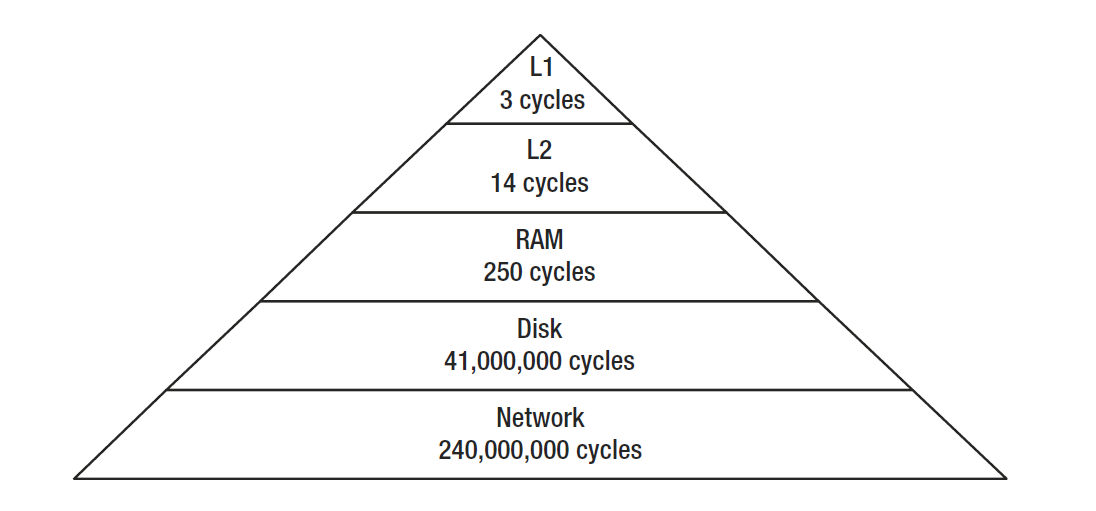 L1
3 cycles
L2
14 cycles
RAM
250 cycles
Disk
41,000,000 cycles
Network
240,000,000 cycles